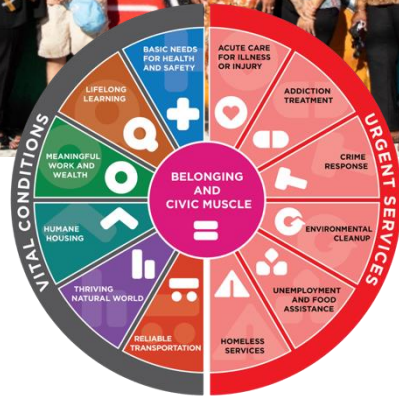 VITAL CONDITIONS
BASIC NEEDS
FOR HEALTH
AND SAFETY
LIFELONG
LEARNING
MEANINGFUL
WORK AND
WEALTH
HUMANE
HOUSING
THRIVING
NATURAL WORLD
RELIABLE
TRANSPORTATION
BELONGING
AND
CIVIC MUSCLE
URGENT SERVICES
ACUTE CARE
FOR ILLNESS
OR INJURY
ADDICTION
TREATMENT
CRIME
RESPONSE
ENVIRONMENTAL
CLEANUP
UNEMPLOYMENT
AND FOOD
ASSISTANCE
HOMELESS
SERVICES